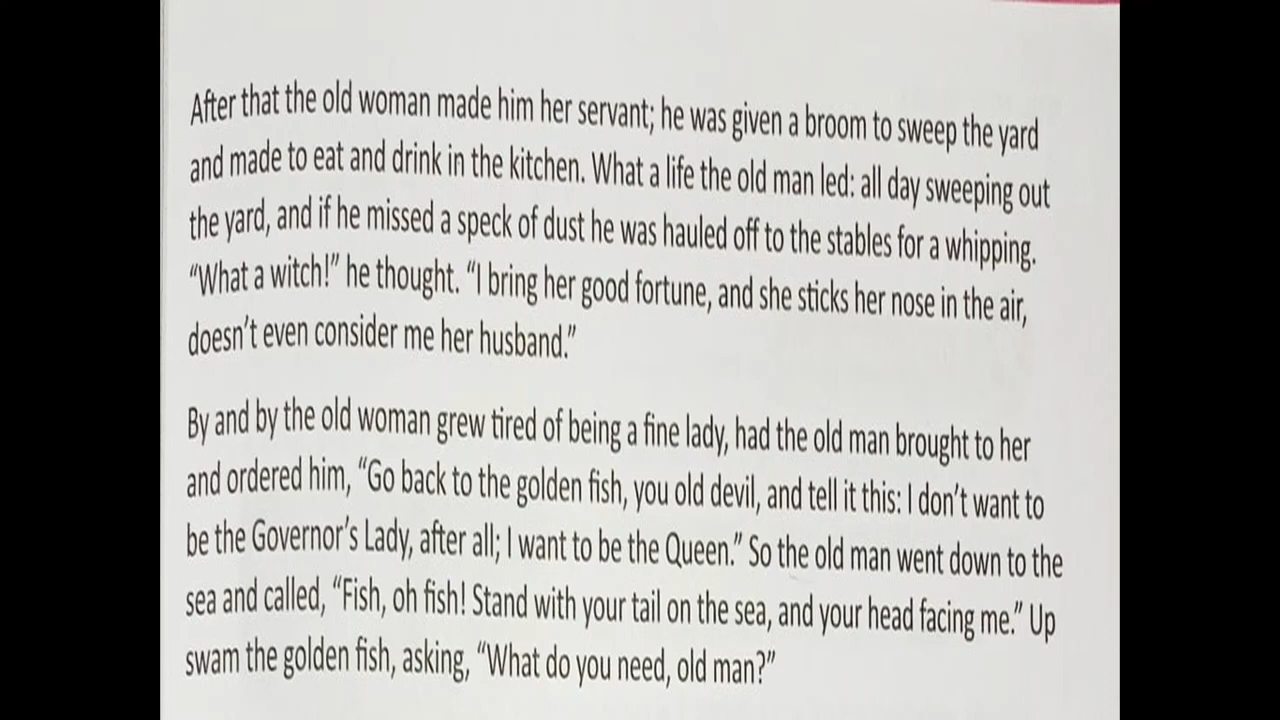 After that the old woman made him her servant; he was given a broom to sweep the yard
and made to eat and drink in the kitchen. What a life the old man led: all day sweeping out
the yard, and if he missed a speck of dust he was hauled off to the stables for a whipping.
“What a witch!” he thought. “I bring her good fortune, and she sticks her nose in the air,
doesn’t even consider me her husband.”
By and by the old woman grew tired of being a fine lady, had the old man brought to her
and ordered him, “Go back to the golden fish, you old devil, and tell it this: I don’t want to
be the Governor’s Lady, after all; I want to be the Queen.” So the old man went down to the
sea and called, “Fish, oh fish! Stand with your tail on the sea, and your head facing me.” Up
swam the golden fish, asking, “What do you need, old man?”